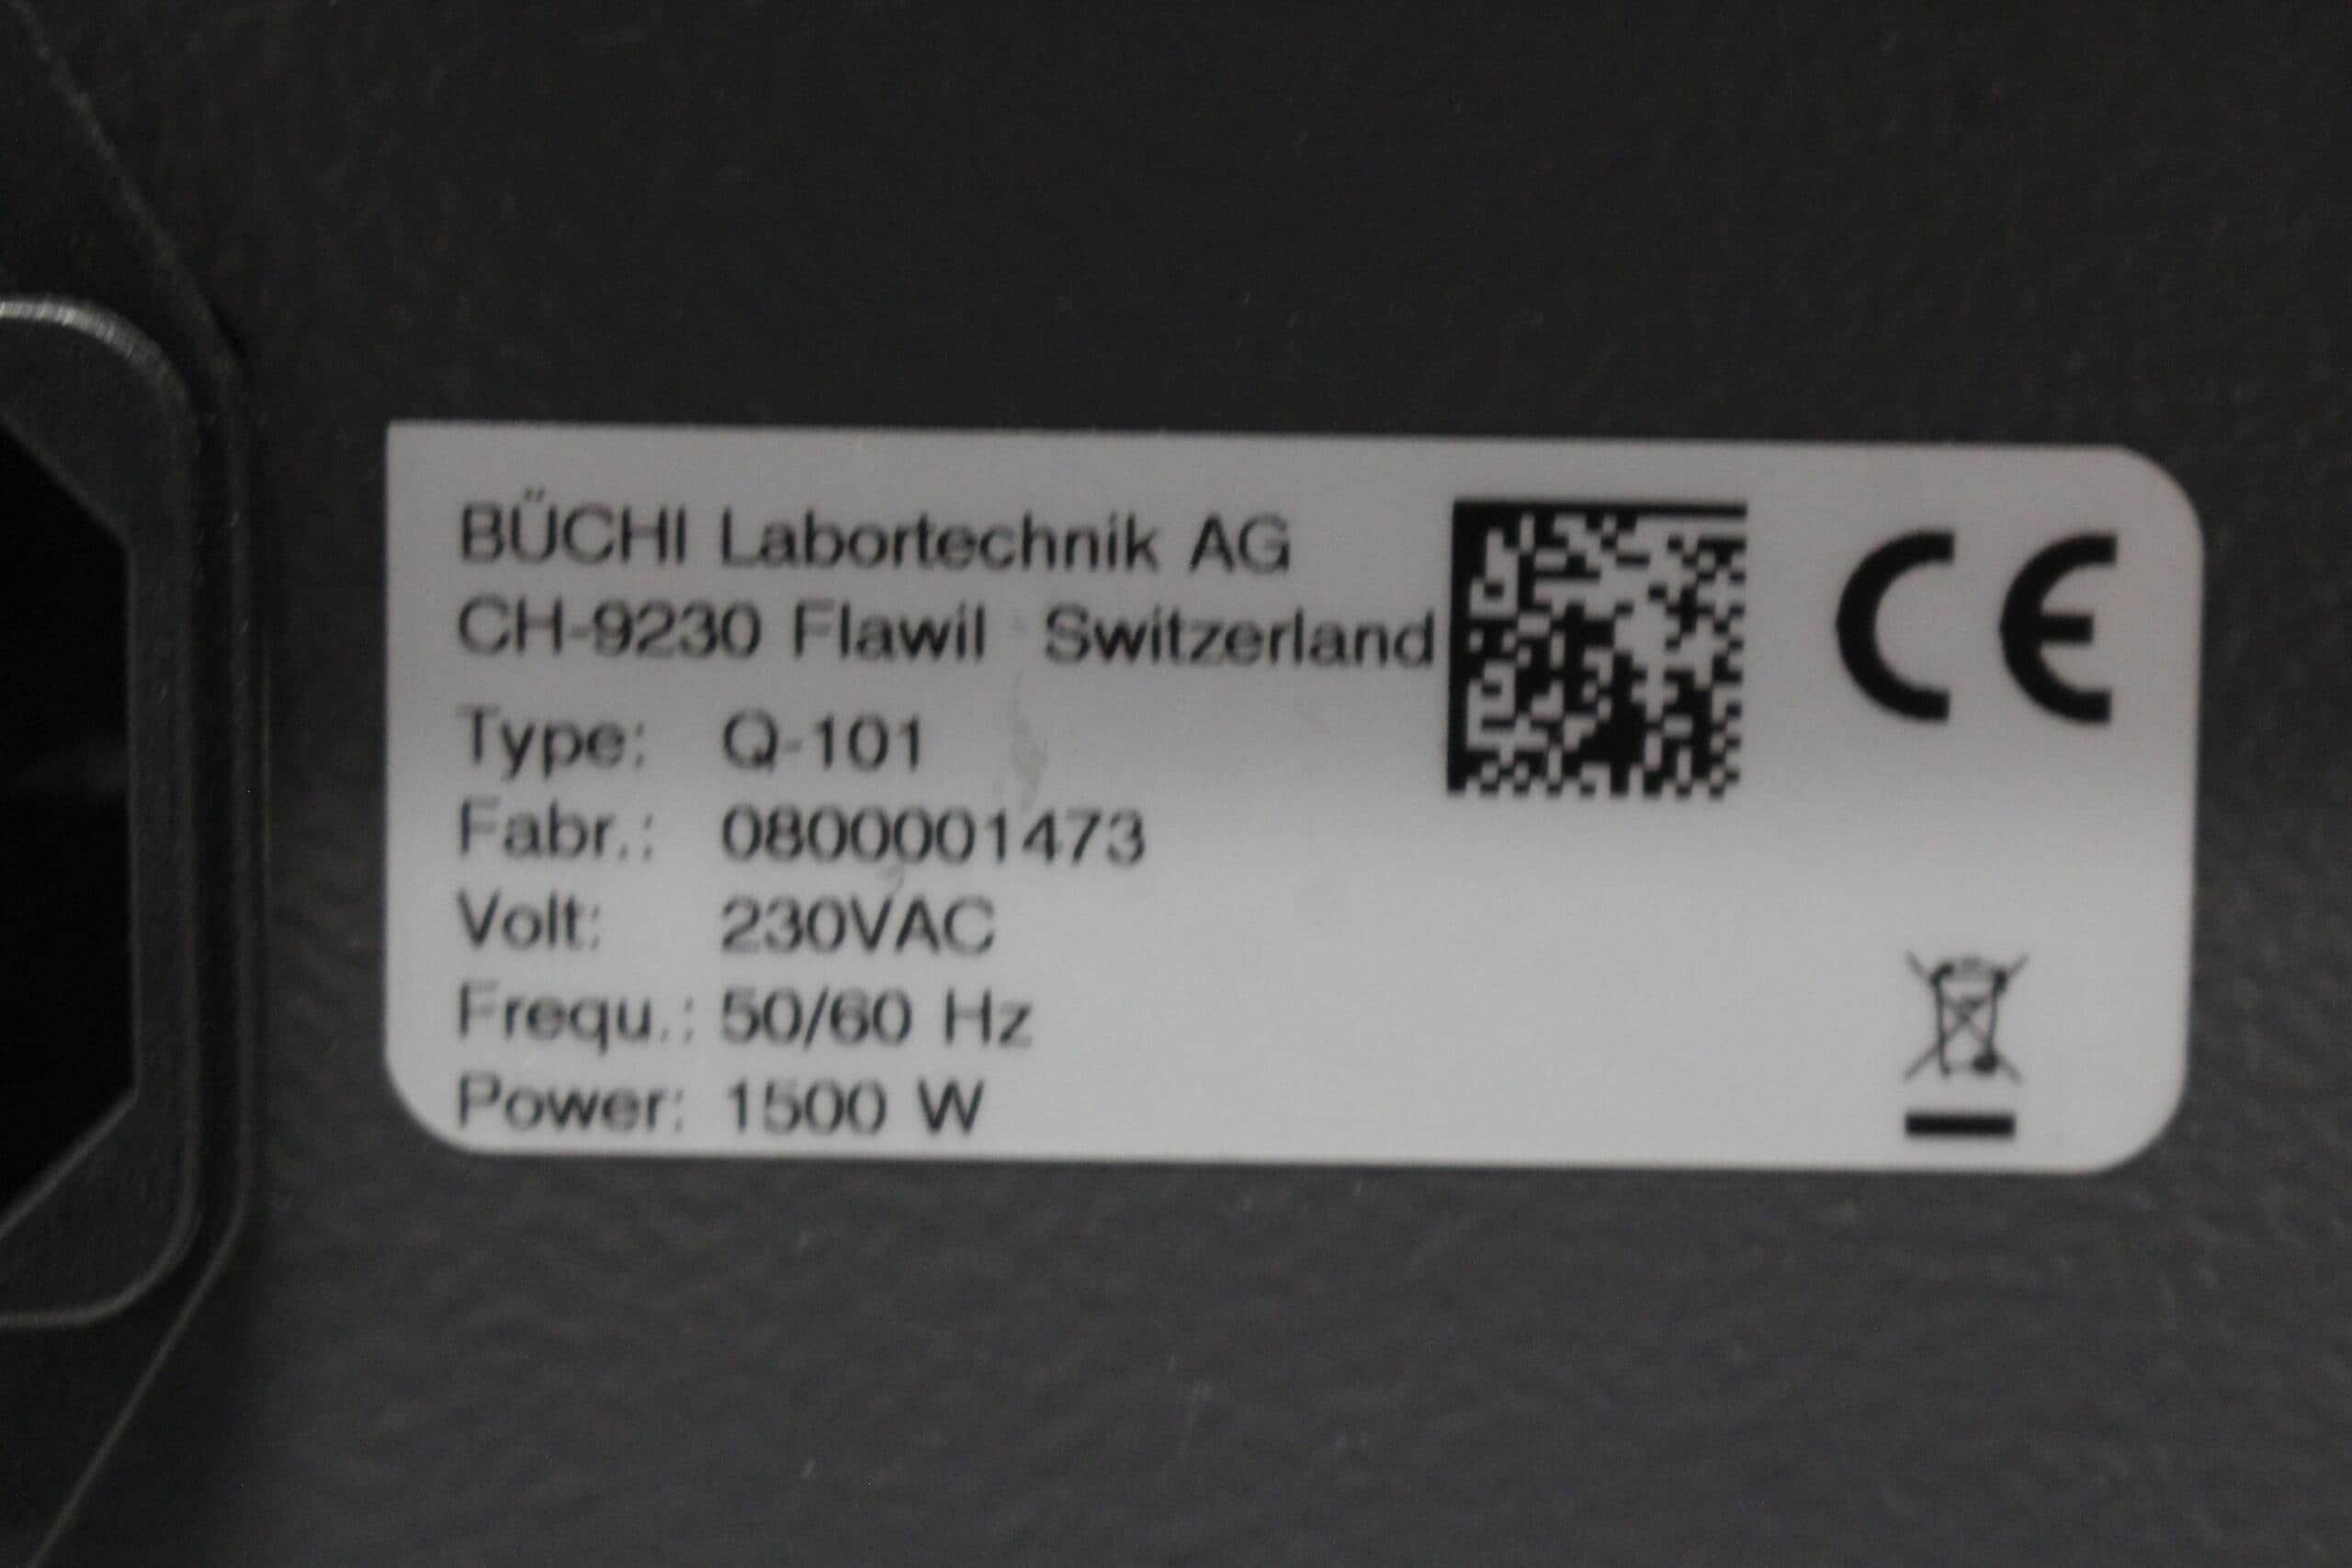 BÜCHI Labortechnik AG
CH-9230 Flawil Switzerland
Type: Q-101
Fabr.: 0800001473
Volt: 230VAC
Frequ.: 50/60 Hz
Power: 1500 W
CE